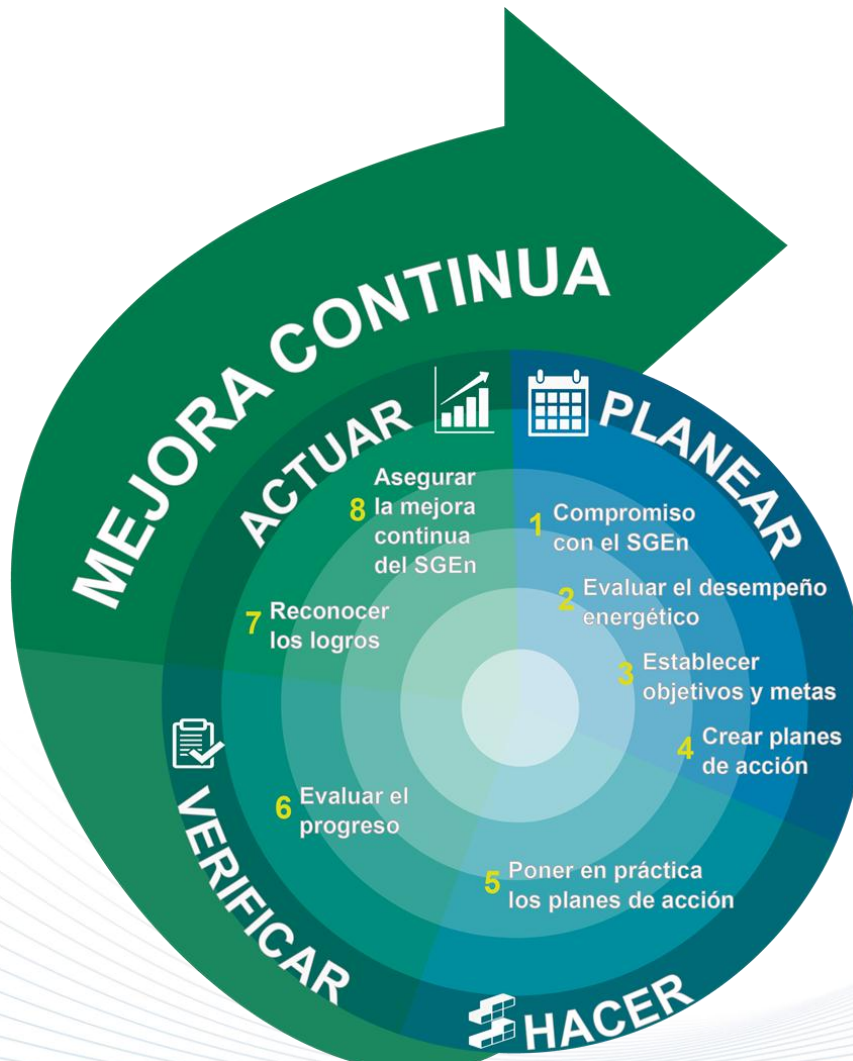 MEJORA CONTINUA
PLANEAR
1 Compromiso
con el SGEn
2 Evaluar el desempeño
energético
3 Establecer
objetivos y metas
4 Crear planes
de acción
HACER
5 Poner en práctica
los planes de acción
VERIFICAR
6 Evaluar el
progreso
ACTUAR
7 Reconocer
los logros
8 Asegurar
la mejora
continua
del SGEn